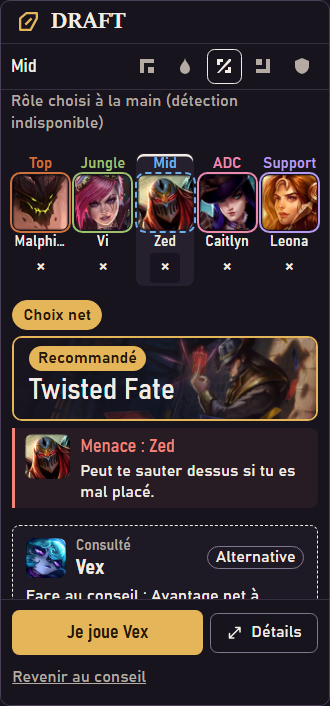 DRAFT
Mid
Rôle choisi à la main (détection
indisponible)
Top Jungle Mid ADC Support
Malphi... Vi Zed Caitlyn Leona
× × × × ×
Choix net
Recommandé
Twisted Fate
Menace : Zed
Peut te sauter dessus si tu es
mal placé.
Consulté
Vex
Alternative
Face au conseil : Avantage net à
Je joue Vex
Détails
Revenir au conseil